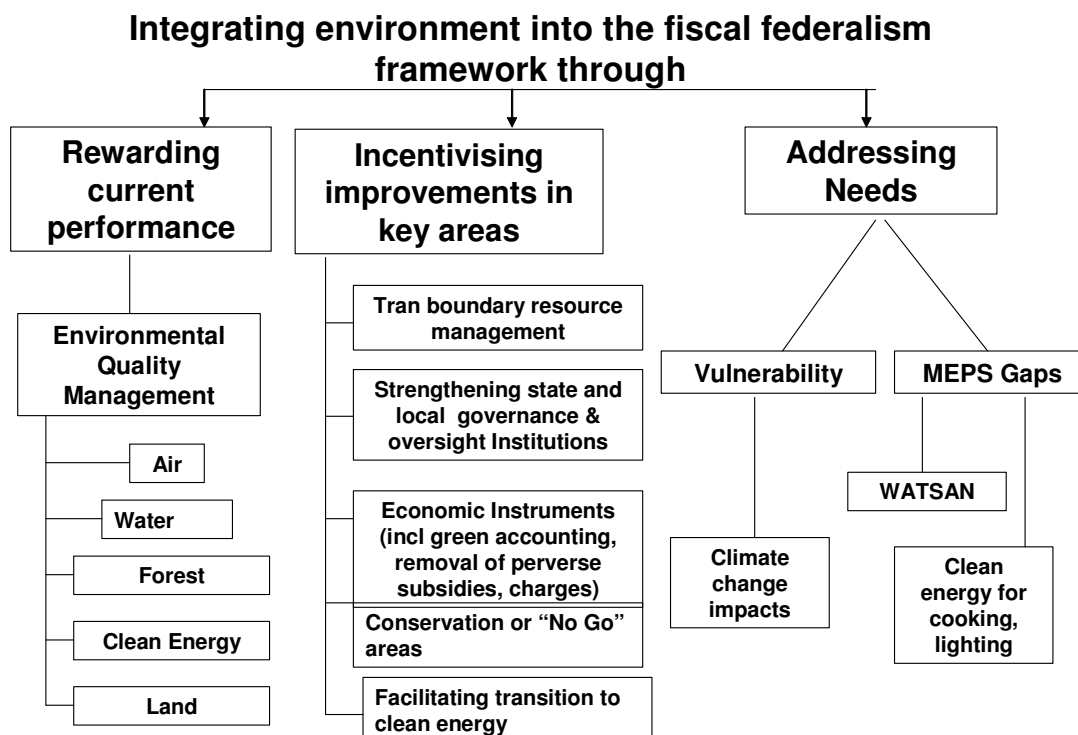 Integrating environment into the fiscal federalism
framework through
Rewarding
current
performance
Environmental
Quality
Management
Air
Water
Forest
Clean Energy
Land
Incentivising
improvements in
key areas
Tran boundary resource
management
Strengthening state and
local governance &
oversight Institutions
Economic Instruments
(incl green accounting,
removal of perverse
subsidies, charges)
Conservation or “No Go”
areas
Facilitating transition to
clean energy
Addressing
Needs
Vulnerability
Climate
change
impacts
MEPS Gaps
WATSAN
Clean
energy for
cooking,
lighting